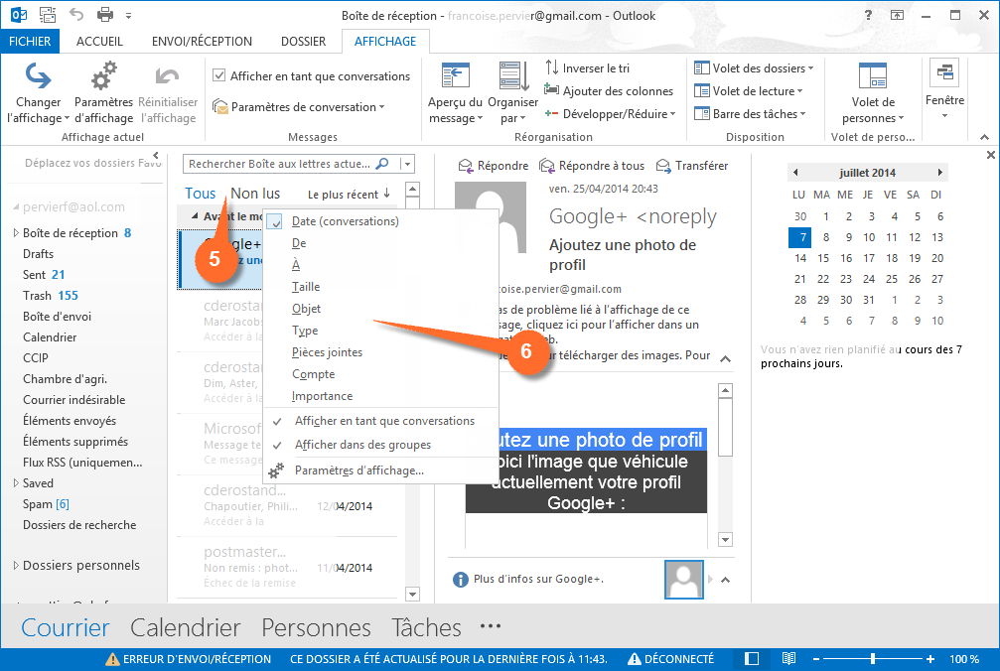 Boîte de réception - francoise.pervier@gmail.com - Outlook
FICHIER ACCUEIL ENVOI/RÉCEPTION DOSSIER AFFICHAGE
Changer l'affichage
Paramètres d'affichage
Réinitialiser l'affichage
Affichage actuel
Afficher en tant que conversations
Paramètres de conversation
Messages
Aperçu du message
Organiser par
Inverser le tri
Ajouter des colonnes
Développer/Réduire
Réorganisation
Volet des dossiers
Volet de lecture
Barre des tâches
Disposition
Volet de personnes
Volet de perso...
Fenêtre
Déplacez vos dossiers Favo
pervierf@aol.com
Boîte de réception 8
Drafts
Sent 21
Trash 155
Boîte d'envoi
Calendrier
CCIP
Chambre d'agri.
Courrier indésirable
Éléments envoyés
Éléments supprimés
Flux RSS (uniquemen...
Saved
Spam [6]
Dossiers de recherche
Dossiers personnels
Rechercher Boîte aux lettres actue...
Tous Non lus Le plus récent
Avant le mo
gle+
5
cderostand
Marc Jacobs
Accéder à l
cderostand
Dim, Aster,
Accéder à l
Microsof
Message te
Ce message
cderostand...
Chapoutier, Phili... 12/04/2014
Accéder à la
postmaster...
Non remis : phot... 11/04/2014
Échec de la remise
Date (conversations)
De
À
Taille
Objet
Type
Pièces jointes
Compte
Importance
Afficher en tant que conversations
Afficher dans des groupes
Paramètres d'affichage...
6
Répondre Répondre à tous Transférer
ven. 25/04/2014 20:43
Google+ <noreply
Ajoutez une photo de
profil
oise.pervier@gmail.com
as de problème lié à l'affichage de ce
sage, cliquez ici pour l'afficher dans un
eb.
ur télécharger des images. Pour
utez une photo de profil
ici l'image que véhicule
actuellement votre profil
Google+ :
Plus d'infos sur Google+.
juillet 2014
LU MA ME JE VE SA DI
30 1 2 3 4 5 6
7 8 9 10 11 12 13
14 15 16 17 18 19 20
21 22 23 24 25 26 27
28 29 30 31 1 2 3
4 5 6 7 8 9 10
Vous n'avez rien planifié au cours des 7
prochains jours.
Courrier Calendrier Personnes Tâches ...
ERREUR D'ENVOI/RÉCEPTION CE DOSSIER A ÉTÉ ACTUALISÉ POUR LA DERNIÈRE FOIS À 11:43. DÉCONNECTÉ 100 %